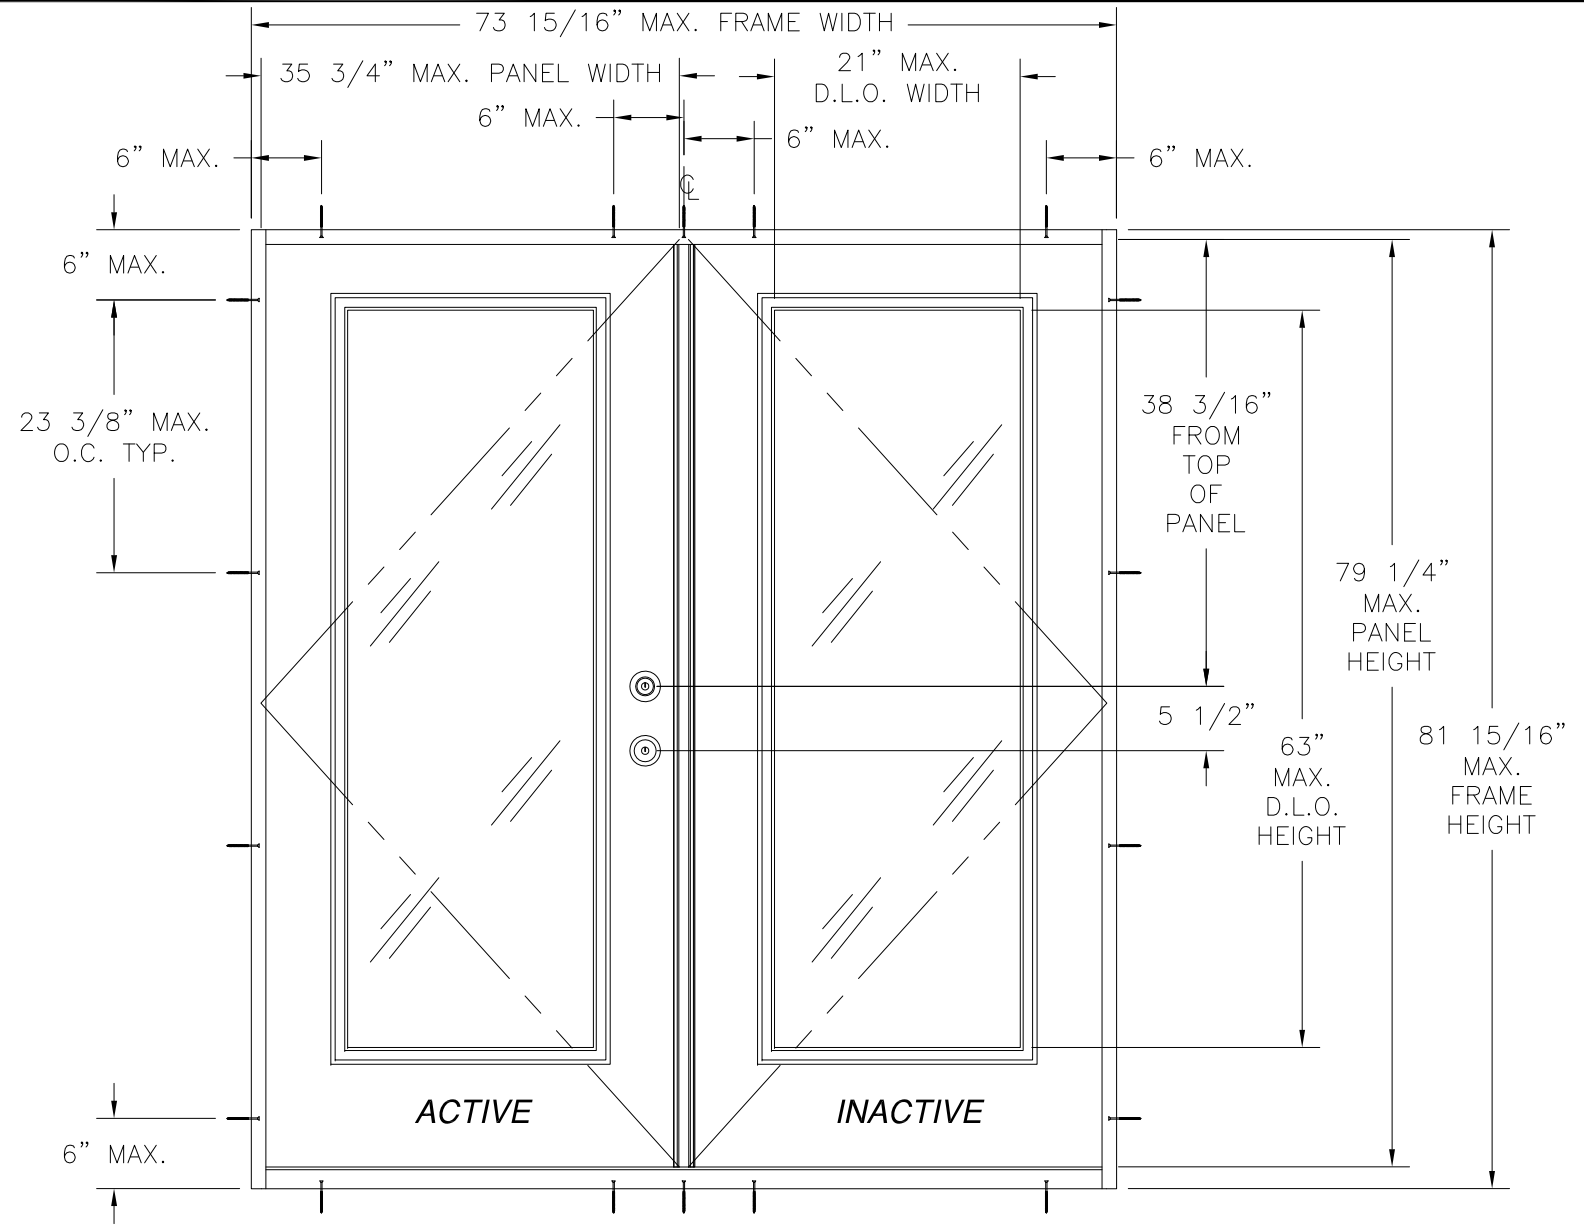 73 15/16” MAX. FRAME WIDTH
35 3/4” MAX. PANEL WIDTH
21” MAX.
D.L.O. WIDTH
6” MAX.
6” MAX.
6” MAX.
6” MAX.
℄
6” MAX.
23 3/8” MAX.
O.C. TYP.
38 3/16”
FROM
TOP
OF
PANEL
79 1/4”
MAX.
PANEL
HEIGHT
5 1/2”
63”
MAX.
D.L.O.
HEIGHT
81 15/16”
MAX.
FRAME
HEIGHT
ACTIVE
INACTIVE
6” MAX.